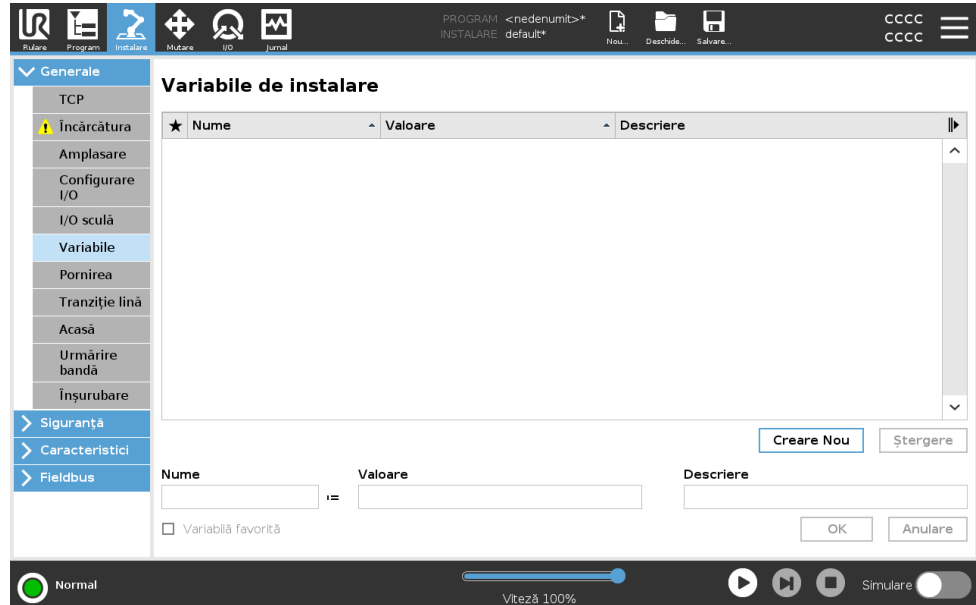 UR
Rulare
Program
Instalare
Mutare
I/O
Jurnal
PROGRAM <nedenumit>*
INSTALARE default*
Nou...
Deschide...
Salvare...
CCCC
CCCC
Generale
TCP
Încărcătura
Amplasare
Configurare
I/O
I/O sculă
Variabile
Pornirea
Tranziție lină
Acasă
Urmărire
bandă
Înșurubare
Siguranță
Caracteristici
Fieldbus
Variabile de instalare
Nume Valoare Descriere
Creare Nou Ștergere
Nume Valoare Descriere
:=
Variabilă favorită
OK Anulare
Normal
Viteză 100%
Simulare